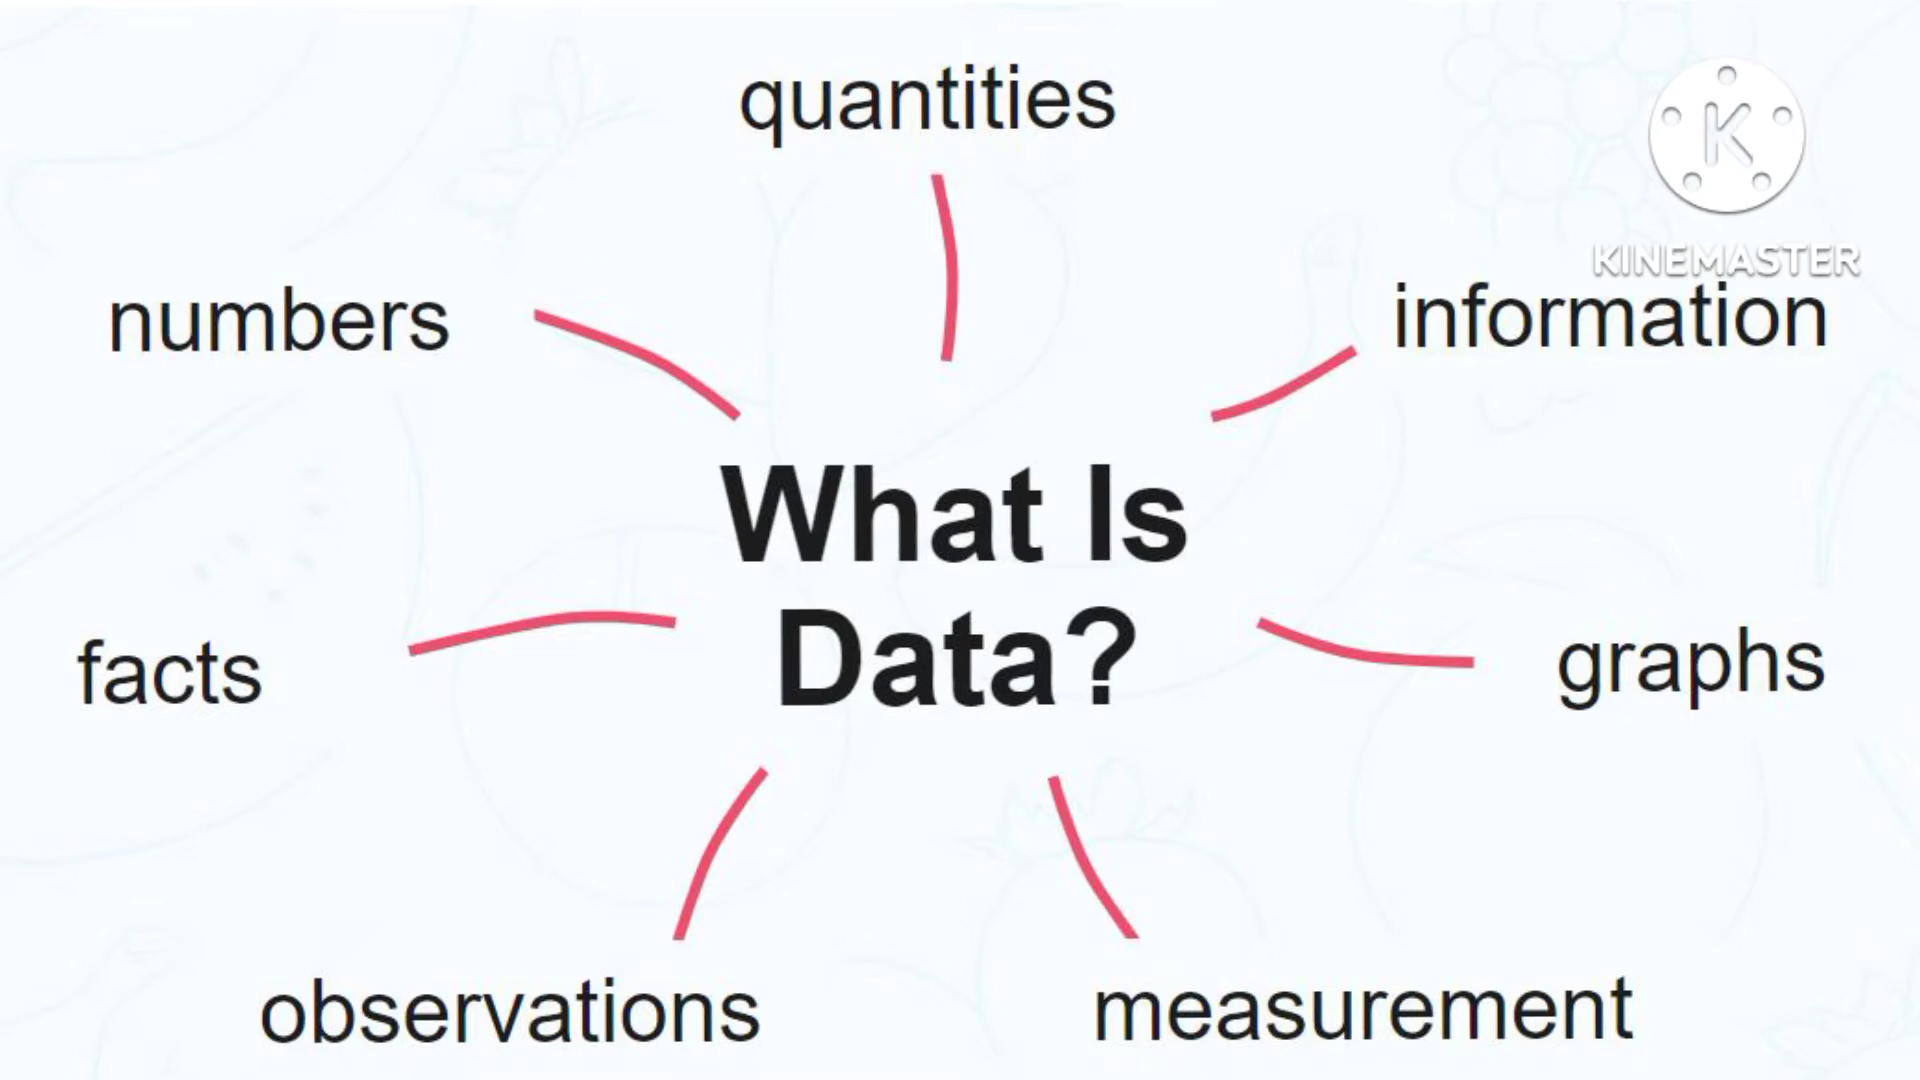 quantities
K
KINEMASTER
numbers
information
What Is
Data?
facts
graphs
observations
measurement